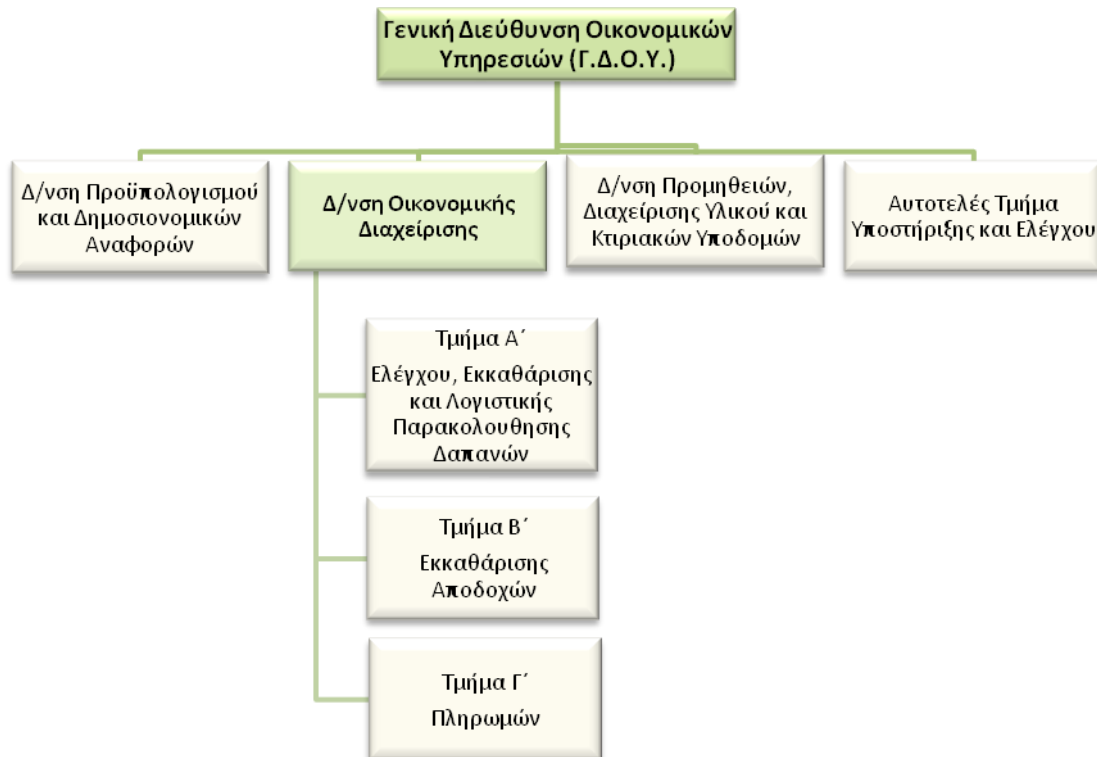 Γενική Διεύθυνση Οικονομικών
Υπηρεσιών (Γ.Δ.Ο.Υ.)
Δ/νση Προϋπολογισμού
και Δημοσιονομικών
Αναφορών
Δ/νση Οικονομικής
Διαχείρισης
Δ/νση Προμηθειών,
Διαχείρισης Υλικού και
Κτιριακών Υποδομών
Αυτοτελές Τμήμα
Υποστήριξης και Ελέγχου
Τμήμα Α΄
Ελέγχου, Εκκαθάρισης
και Λογιστικής
Παρακολουθησης
Δαπανών
Τμήμα Β΄
Εκκαθάρισης
Αποδοχών
Τμήμα Γ΄
Πληρωμών